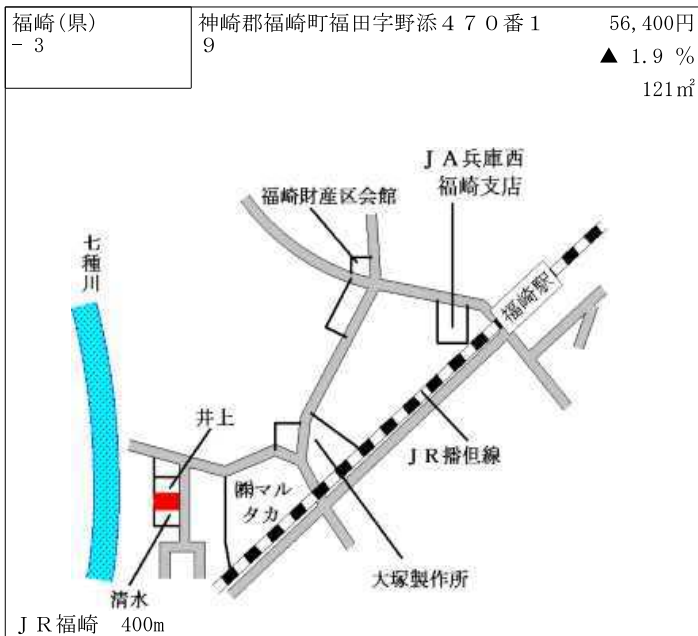 福崎(県)
- 3
神崎郡福崎町福田字野添４７０番１
9
56,400円
▲ 1.9 %
121㎡
ＪＡ兵庫西
福崎支店
福崎財産区会館
七種川
福崎駅
井上
ＪＲ播但線
㈱マル
タカ
大塚製作所
清水
ＪＲ福崎 400m